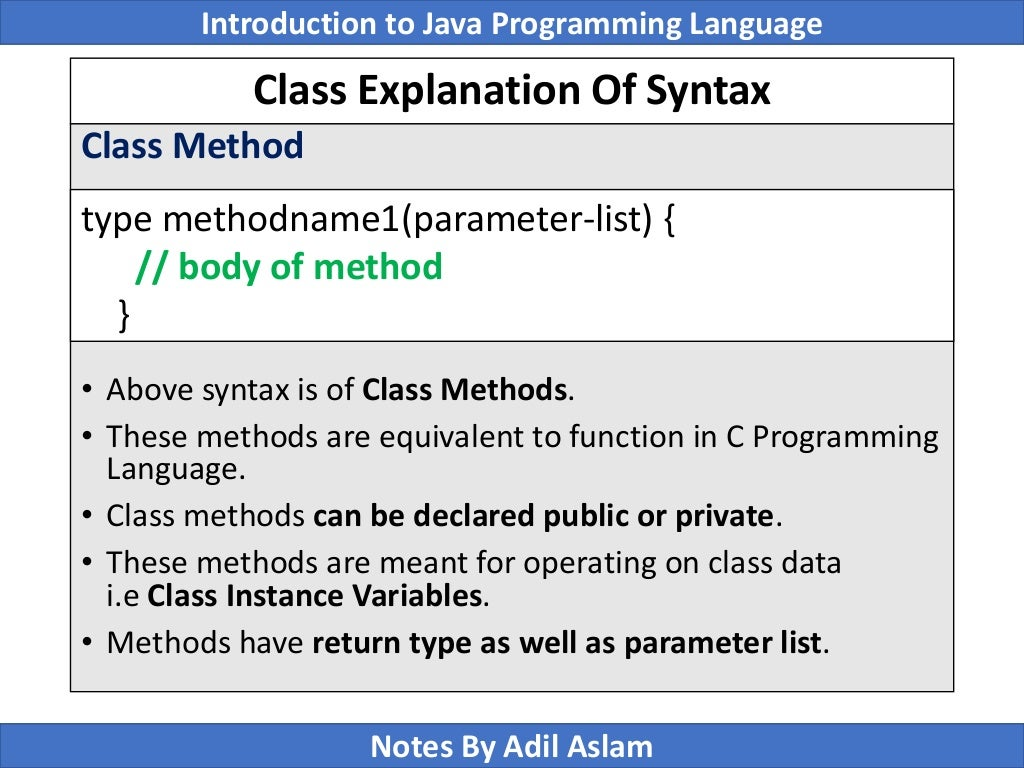 Introduction to Java Programming Language
Class Explanation Of Syntax
Class Method
type methodname1(parameter-list) {
// body of method
}
• Above syntax is of Class Methods.
• These methods are equivalent to function in C Programming
Language.
• Class methods can be declared public or private.
• These methods are meant for operating on class data
i.e Class Instance Variables.
• Methods have return type as well as parameter list.
Notes By Adil Aslam